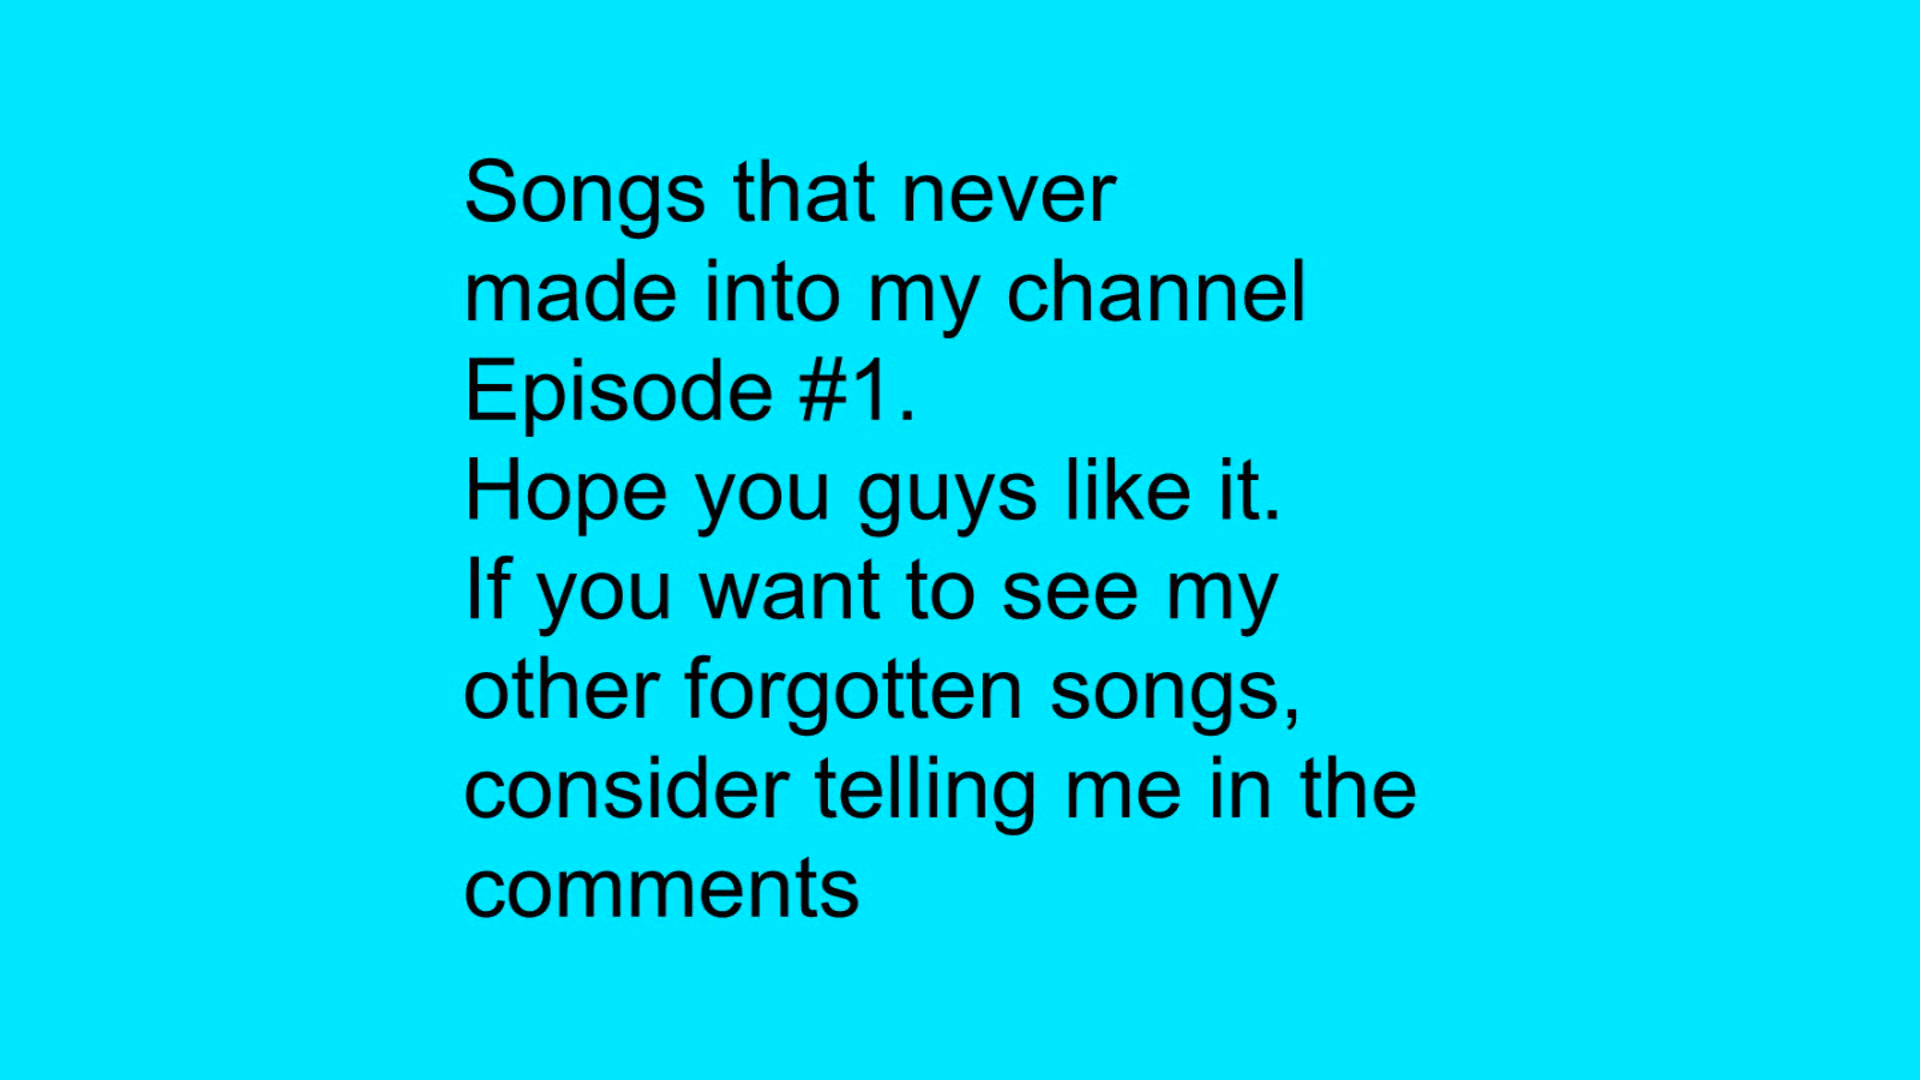 Songs that never
made into my channel
Episode #1.
Hope you guys like it.
If you want to see my
other forgotten songs,
consider telling me in the
comments